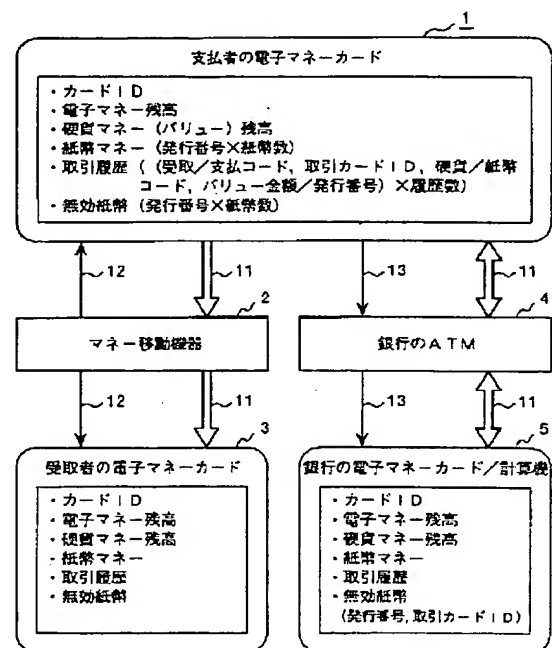 1
支払者の電子マネーカード
・カードID
・電子マネー残高
・硬貨マネー(バリュー)残高
・紙幣マネー(発行番号×紙幣数)
・取引履歴((受取/支払コード,取引カードID,硬貨/紙幣
コード,バリュー金額/発行番号)×履歴数)
・無効紙幣(発行番号×紙幣数)
12 11 13 11
2 4
マネー移動機器 銀行のATM
12 11 13 11
3 5
受取者の電子マネーカード 銀行の電子マネーカード/計算機
・カードID ・カードID
・電子マネー残高 ・電子マネー残高
・硬貨マネー残高 ・硬貨マネー残高
・紙幣マネー ・紙幣マネー
・取引履歴 ・取引履歴
・無効紙幣 ・無効紙幣
(発行番号,取引カードID)